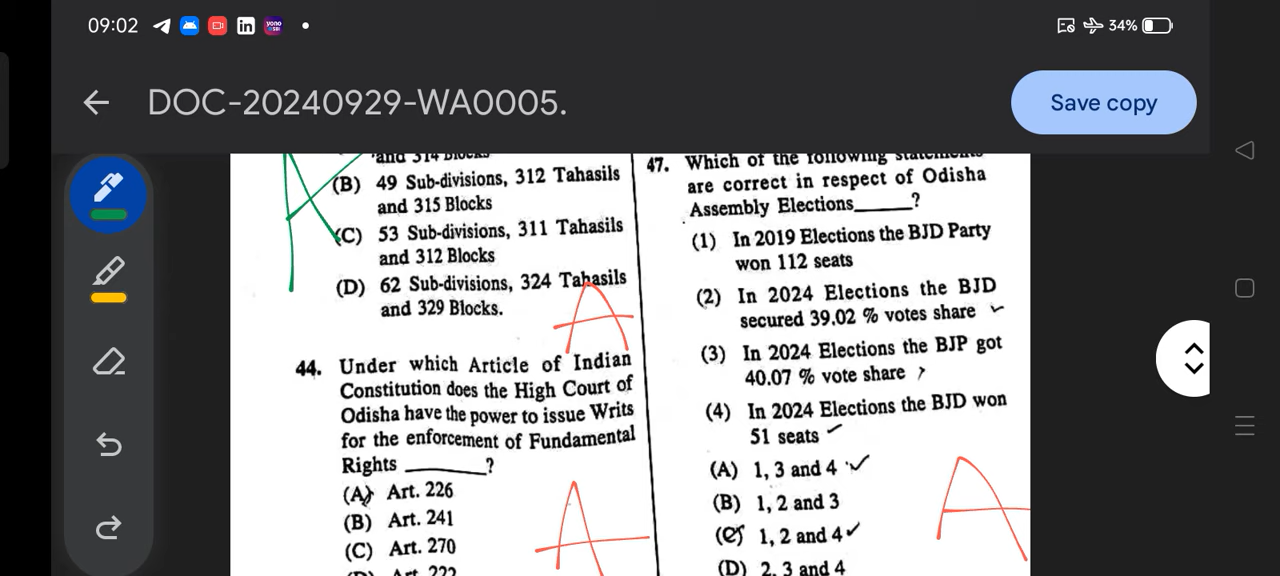 09:02
34%
DOC-20240929-WA0005.
Save copy
and 314 Blocks
(B) 49 Sub-divisions, 312 Tahasils
and 315 Blocks
(C) 53 Sub-divisions, 311 Tahasils
and 312 Blocks
(D) 62 Sub-divisions, 324 Tahasils
and 329 Blocks.
A
44. Under which Article of Indian
Constitution does the High Court of
Odisha have the power to issue Writs
for the enforcement of Fundamental
Rights ______?
(A) Art. 226
(B) Art. 241
(C) Art. 270
(D) Art. 222
A
47. Which of the following statements
are correct in respect of Odisha
Assembly Elections_____?
(1) In 2019 Elections the BJD Party
won 112 seats
(2) In 2024 Elections the BJD
secured 39.02 % votes share
(3) In 2024 Elections the BJP got
40.07 % vote share
(4) In 2024 Elections the BJD won
51 seats
(A) 1, 3 and 4
(B) 1, 2 and 3
(C) 1, 2 and 4
(D) 2, 3 and 4
A